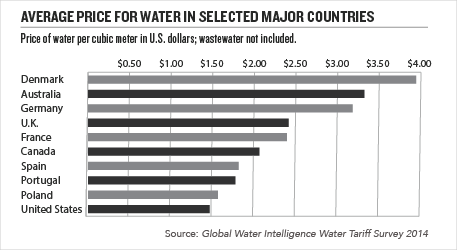 AVERAGE PRICE FOR WATER IN SELECTED MAJOR COUNTRIES
Price of water per cubic meter in U.S. dollars; wastewater not included.
$0.50 $1.00 $1.50 $2.00 $2.50 $3.00 $3.50 $4.00
Denmark
Australia
Germany
U.K.
France
Canada
Spain
Portugal
Poland
United States
Source: Global Water Intelligence Water Tariff Survey 2014